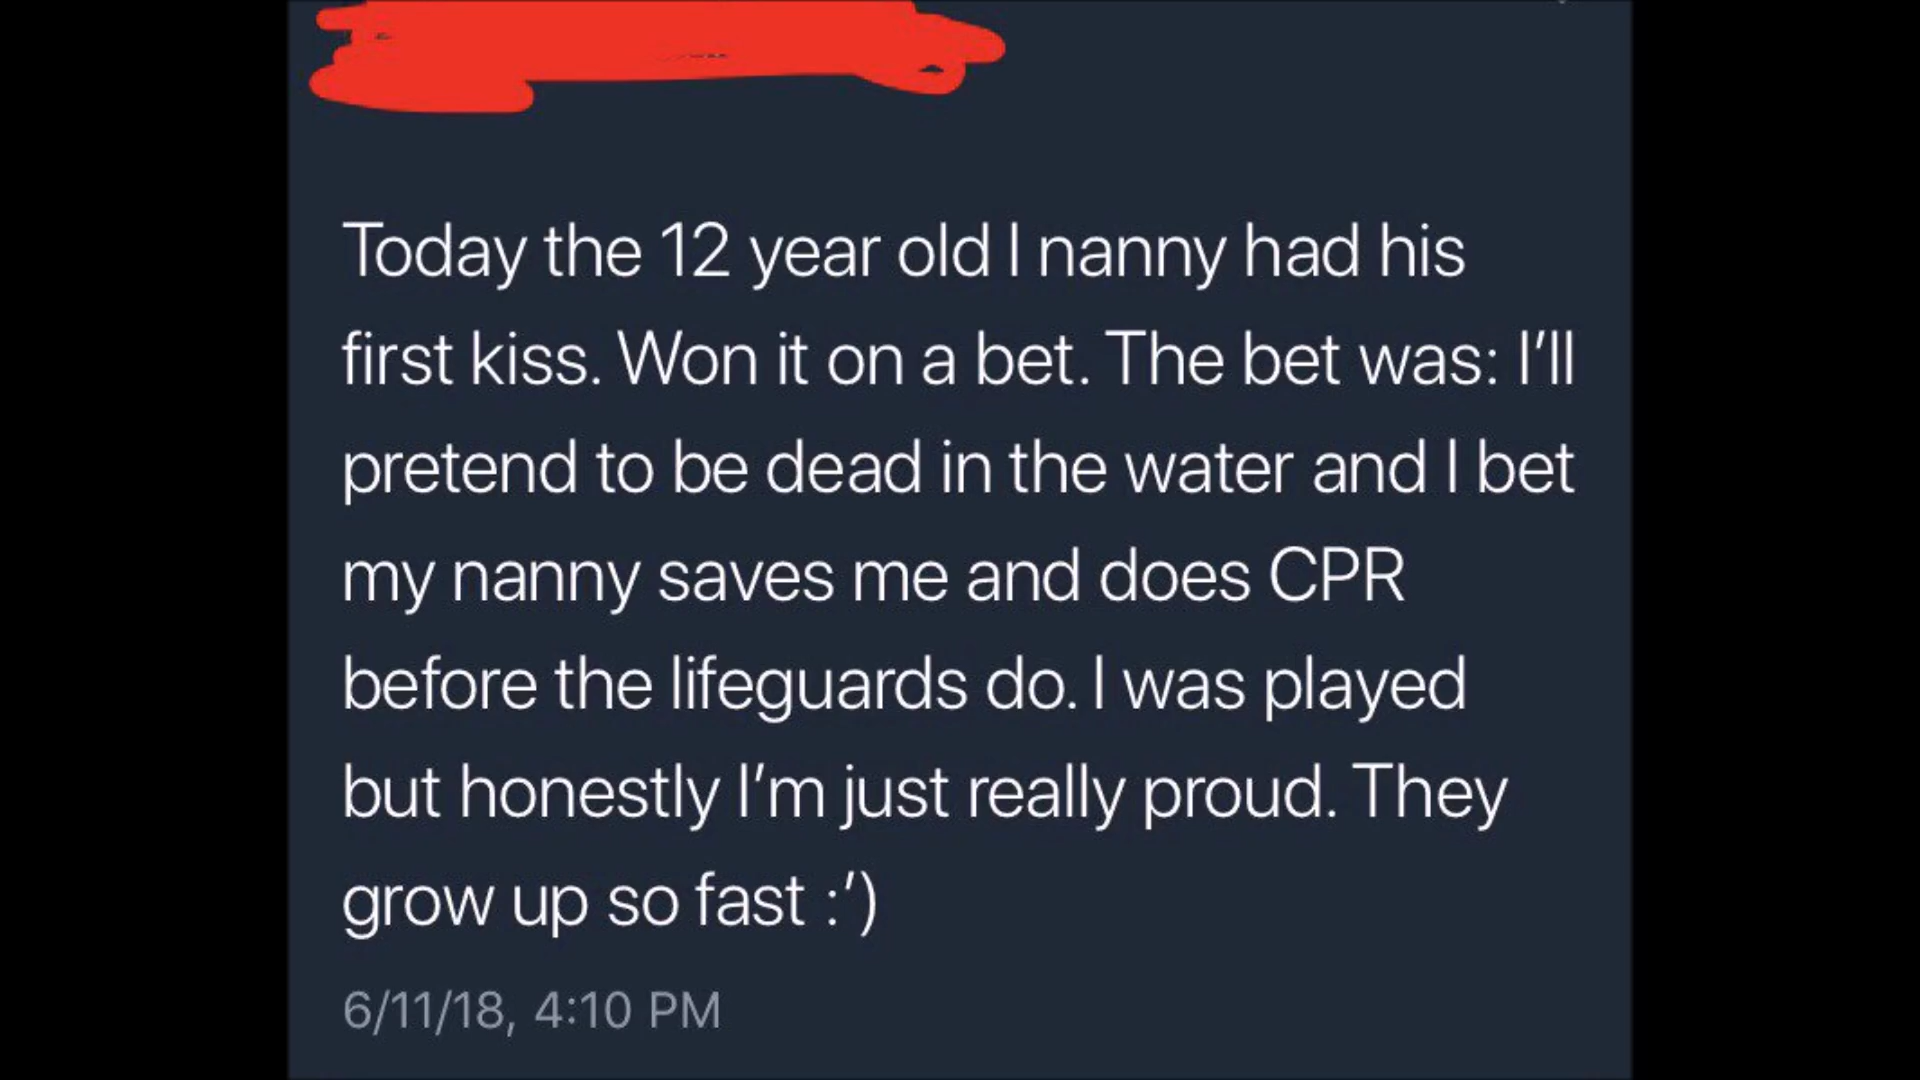 Today the 12 year old I nanny had his
first kiss. Won it on a bet. The bet was: I’ll
pretend to be dead in the water and I bet
my nanny saves me and does CPR
before the lifeguards do. I was played
but honestly I’m just really proud. They
grow up so fast :’)
6/11/18, 4:10 PM